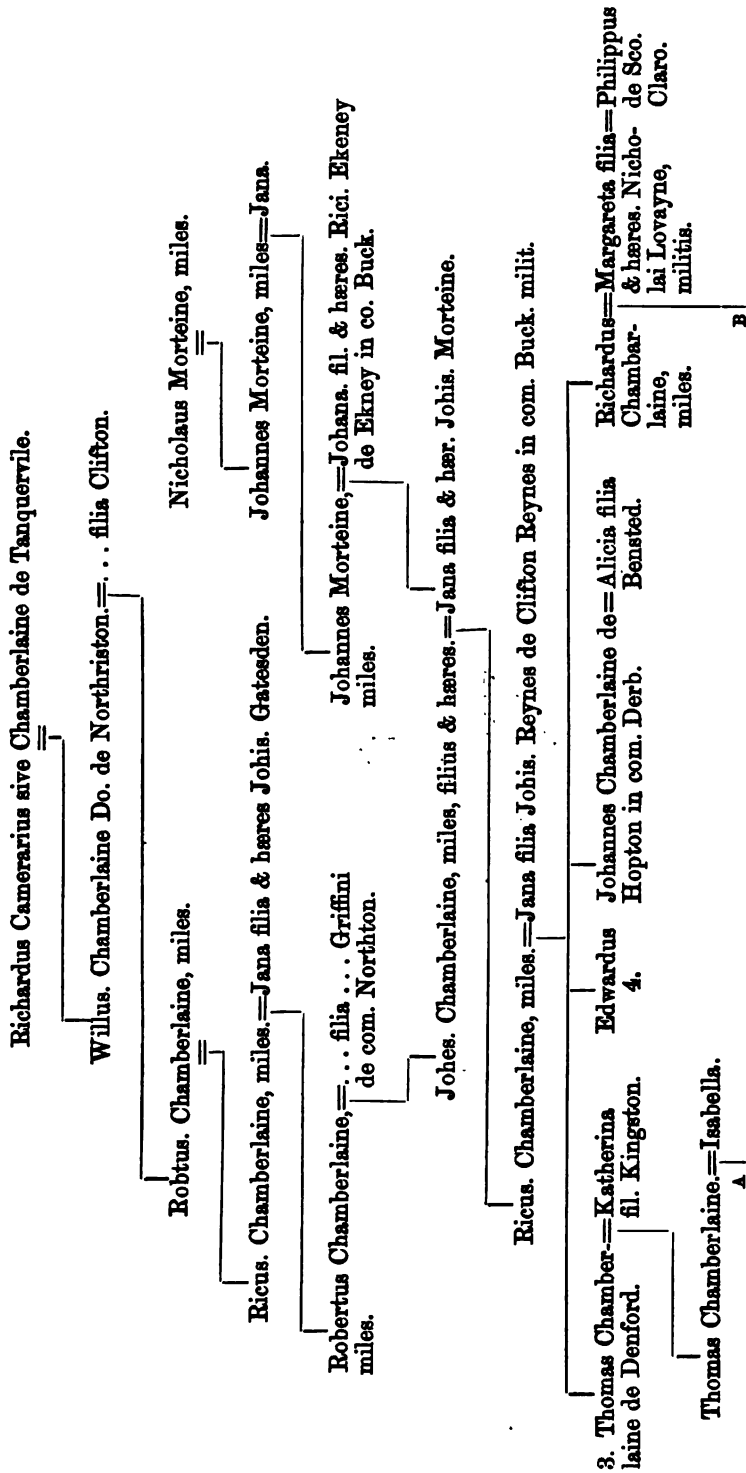 Richardus Camerarius sive Chamberlaine de Tanquervile.
Willus. Chamberlaine Do. de Northriston.=... filia Clifton.
Robtus. Chamberlaine, miles.
Nicholaus Morteine, miles.
Ricus. Chamberlaine, miles.=Jana filia & hæres Johis. Gatesden.
Johannes Morteine, miles=Jana.
Robertus Chamberlaine,=... filia ... Griffini
miles.
de com. Northton.
Johannes Morteine,=Johana. fil. & hæres. Rici. Ekeney
miles.
de Ekney in co. Buck.
Johes. Chamberlaine, miles, filius & hæres.=Jana filia & hær. Johis. Morteine.
Ricus. Chamberlaine, miles.=Jana filia Johis. Reynes de Clifton Reynes in com. Buck. milit.
3. Thomas Chamber-=Katherina
laine de Denford.
fil. Kingston.
Edwardus
4.
Johannes Chamberlaine de=Alicia filia
Hopton in com. Derb.
Bensted.
Richardus=Margareta filia=Philippus
Chambar-
laine,
miles.
& hæres. Nicho-
lai Lovayne,
militis.
de Sco.
Claro.
Thomas Chamberlaine.=Isabella.
A
B